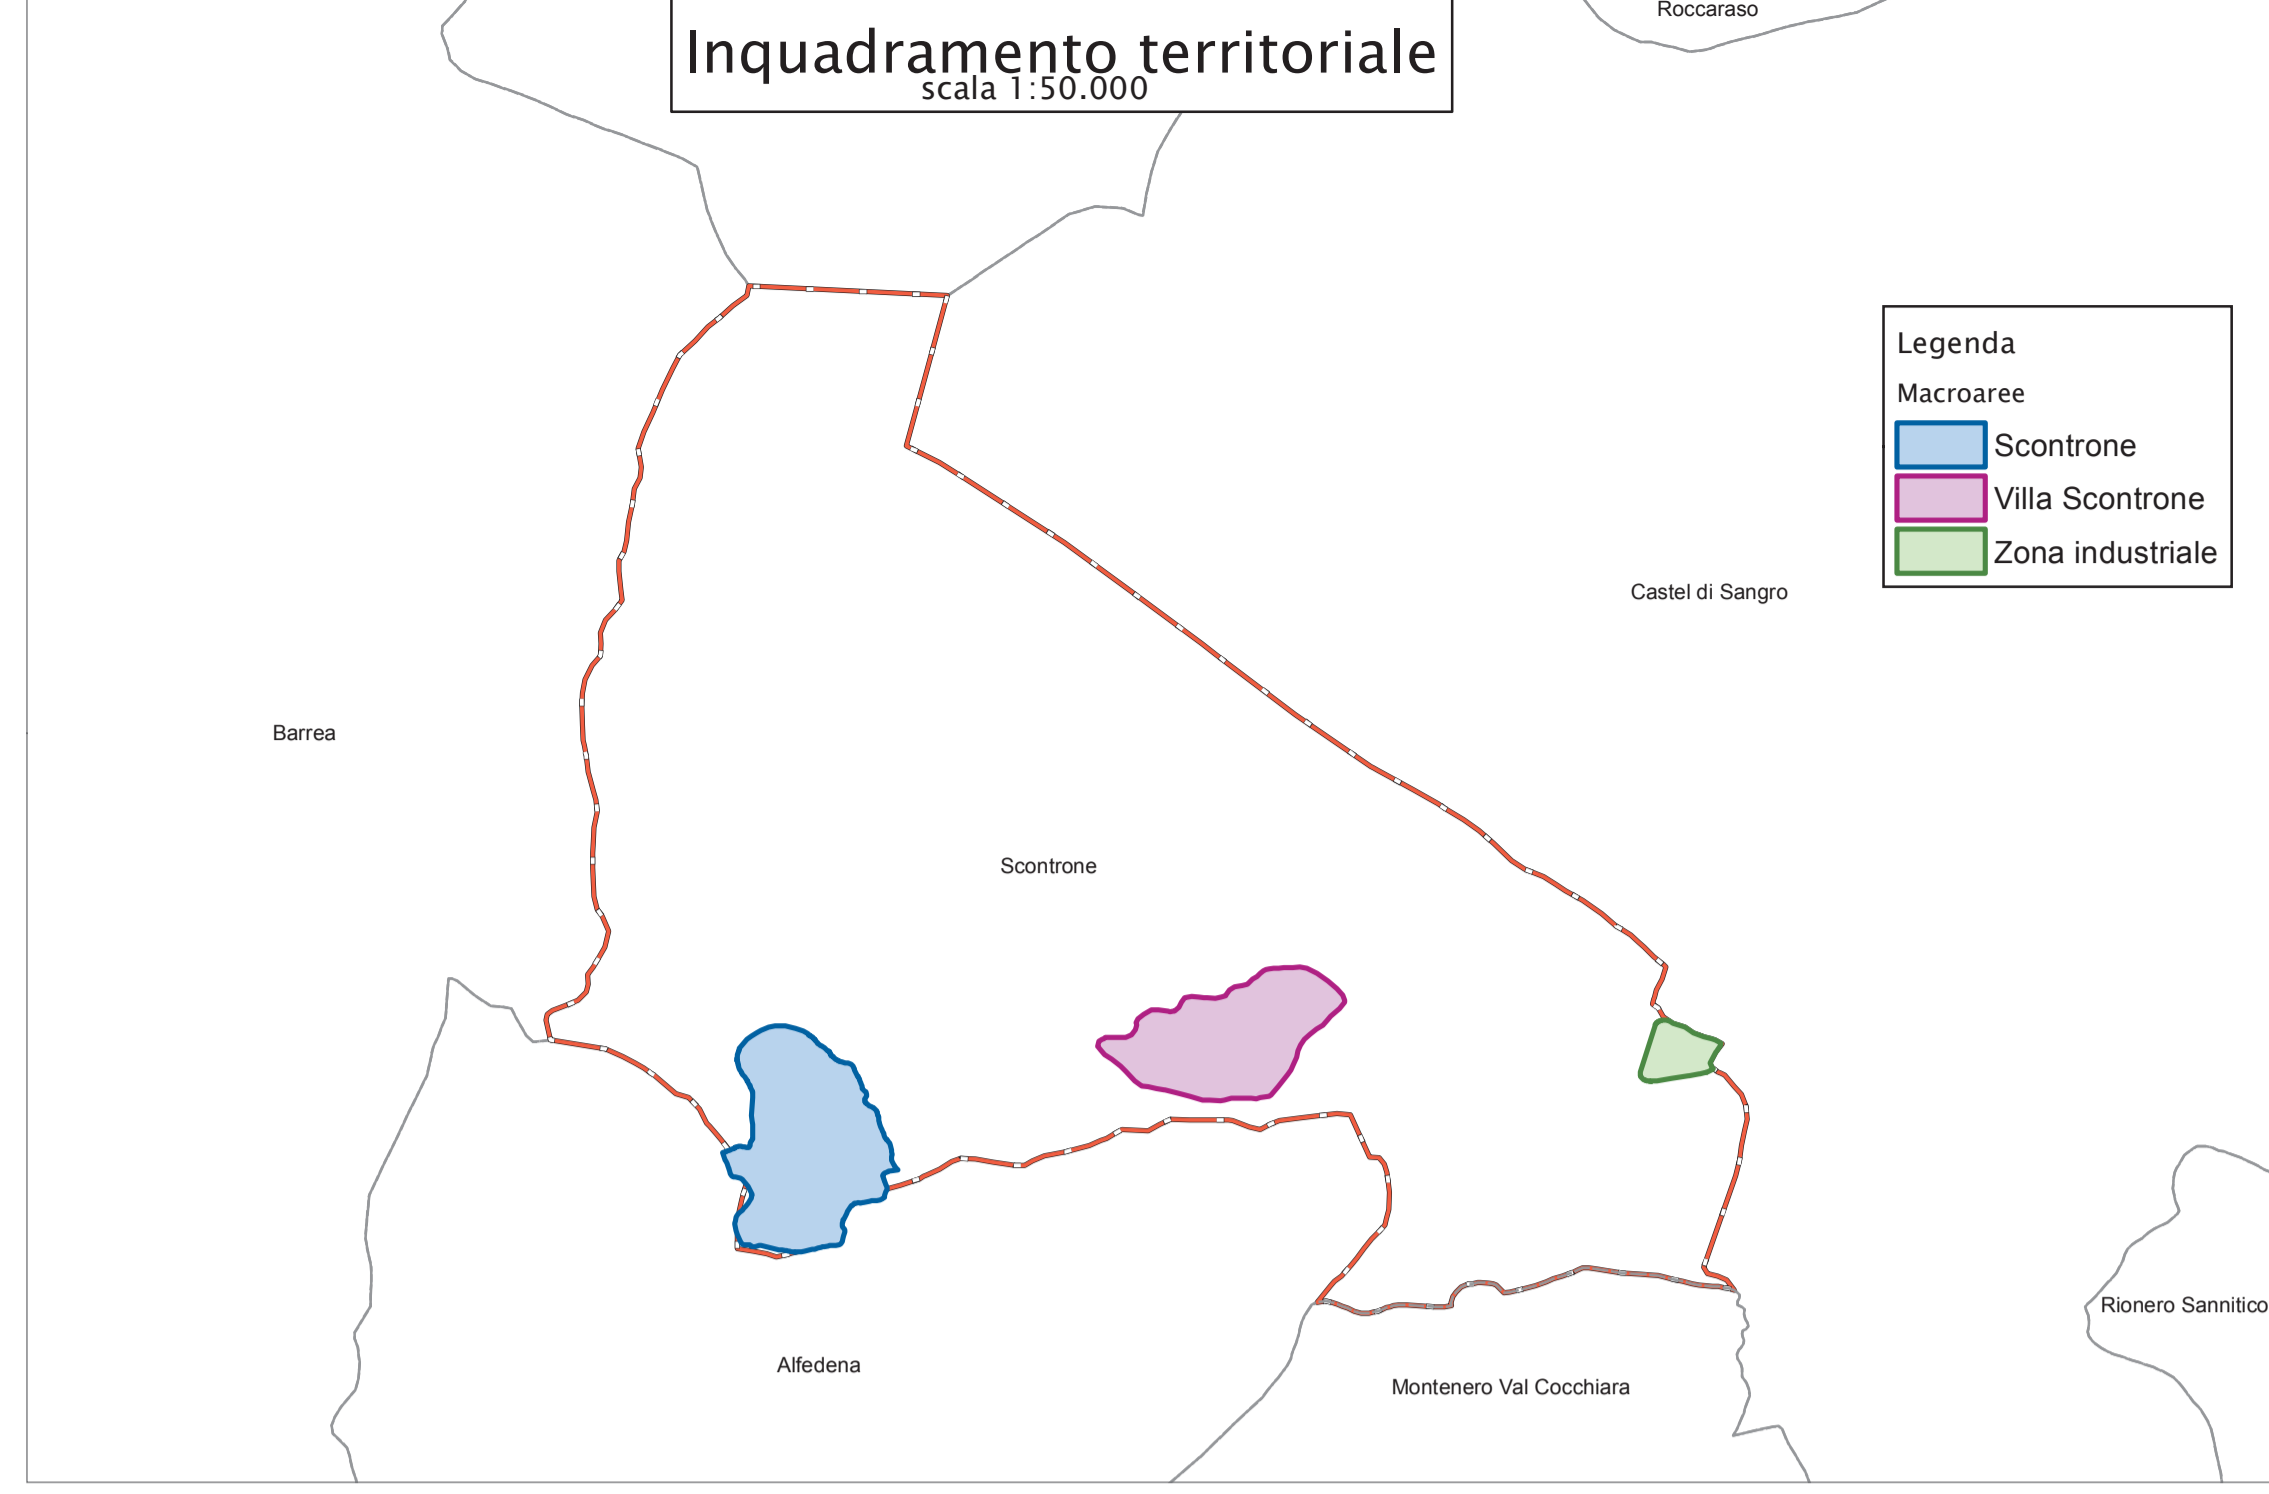 Roccaraso
Inquadramento territoriale
scala 1:50.000
Legenda
Macroaree
Scontrone
Villa Scontrone
Zona industriale
Castel di Sangro
Barrea
Scontrone
Rionero Sannitico
Alfedena
Montenero Val Cocchiara